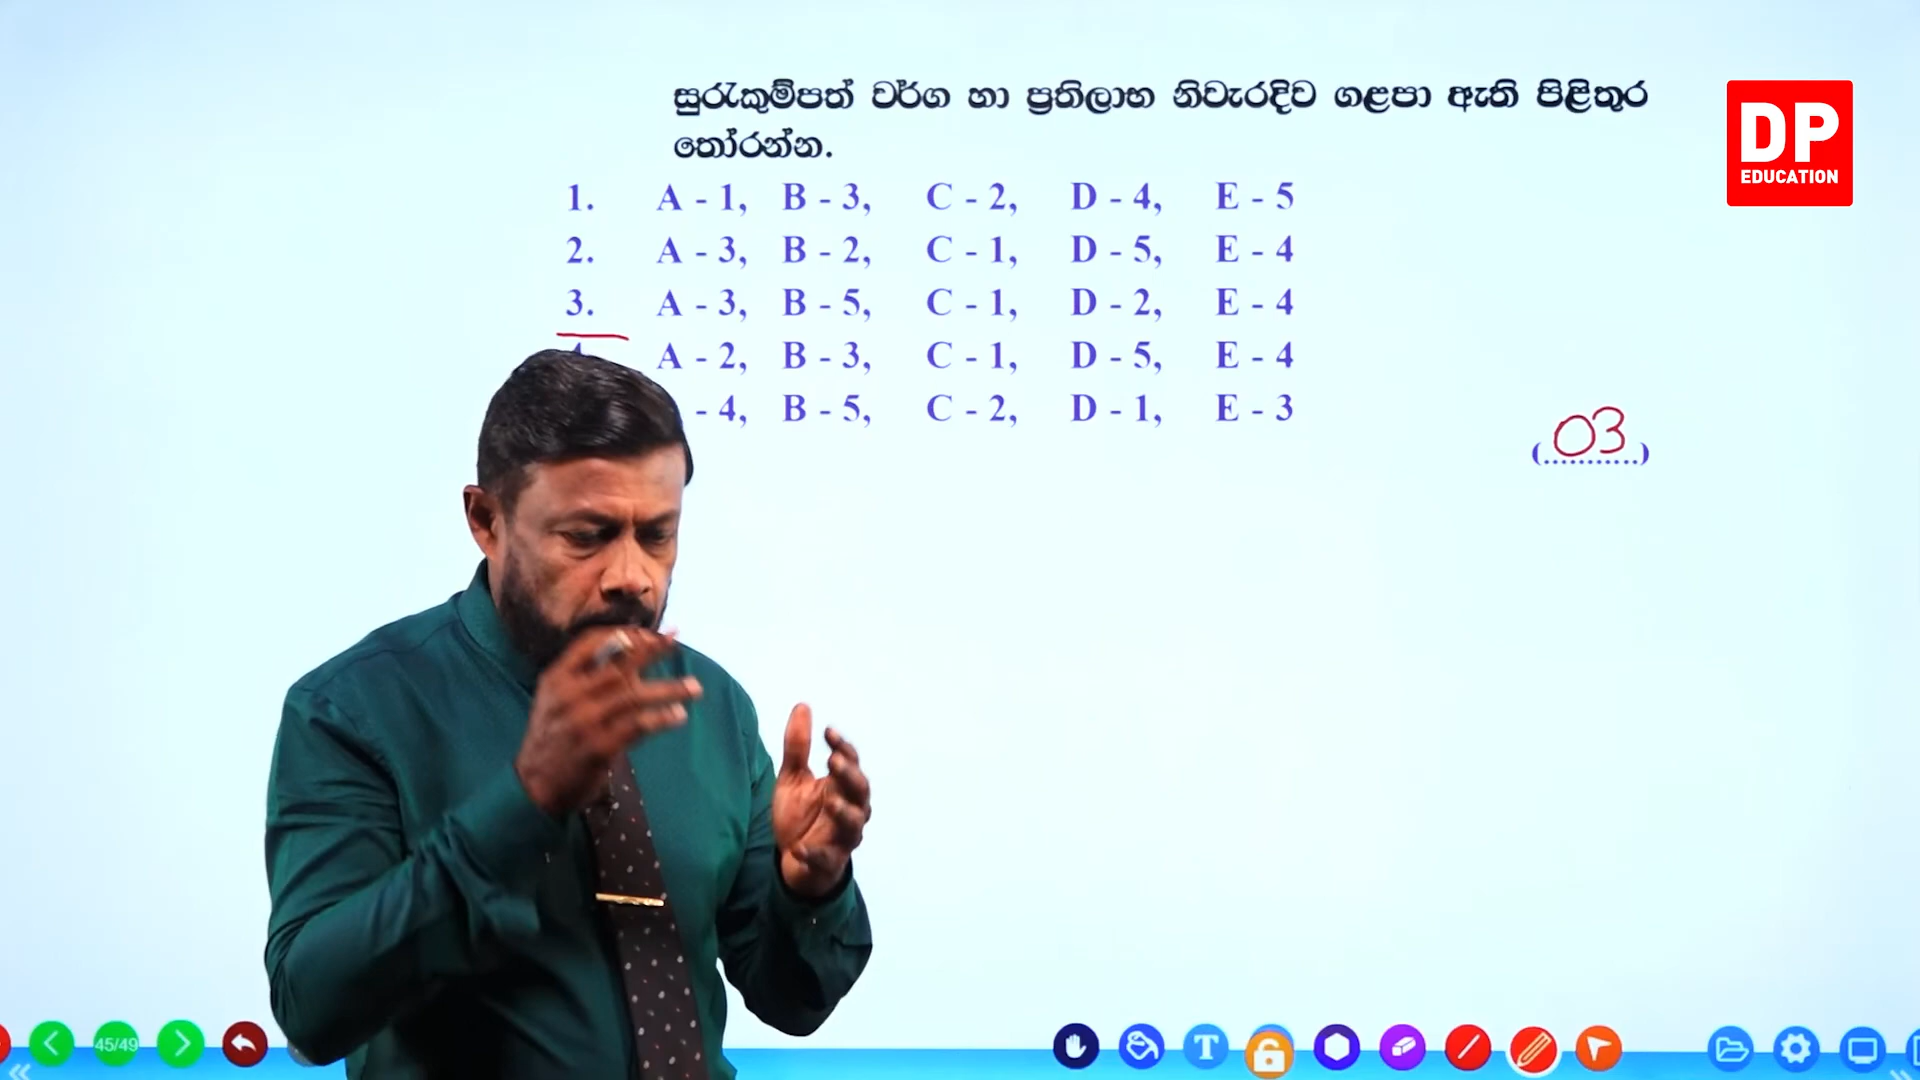 සුරැකුම්පත් වර්ග හා ප්‍රතිලාභ නිවැරදිව ගළපා ඇති පිළිතුර
තෝරන්න.
DP
EDUCATION
1. A - 1, B - 3, C - 2, D - 4, E - 5
2. A - 3, B - 2, C - 1, D - 5, E - 4
3. A - 3, B - 5, C - 1, D - 2, E - 4
A - 2, B - 3, C - 1, D - 5, E - 4
- 4, B - 5, C - 2, D - 1, E - 3
(....03....)
45/49
T